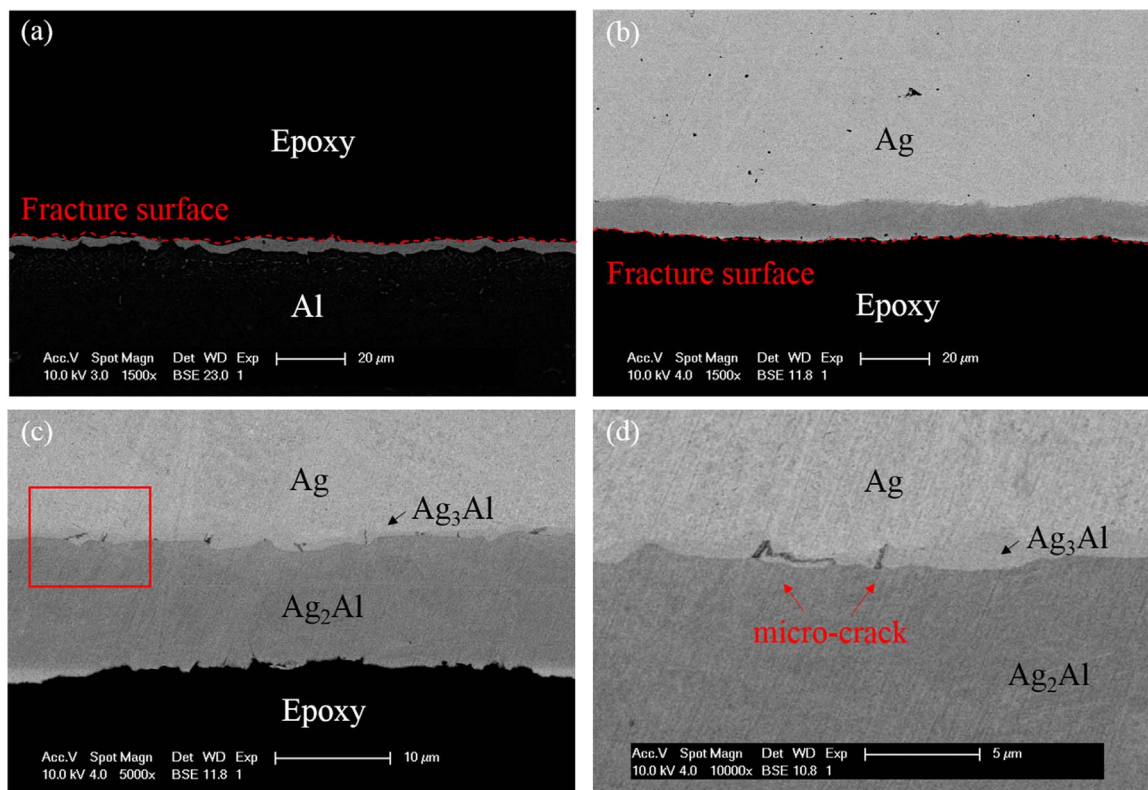 (a)
Epoxy
Fracture surface
Al
Acc.V Spot Magn Det WD Exp 20 μm
10.0 kV 3.0 1500x BSE 23.0 1
(b)
Ag
Fracture surface
Epoxy
Acc.V Spot Magn Det WD Exp 20 μm
10.0 kV 4.0 1500x BSE 11.8 1
(c)
Ag
Ag₃Al
Ag₂Al
Epoxy
Acc.V Spot Magn Det WD Exp 10 μm
10.0 kV 4.0 5000x BSE 11.8 1
(d)
Ag
Ag₃Al
micro-crack
Ag₂Al
Acc.V Spot Magn Det WD Exp 5 μm
10.0 kV 4.0 10000x BSE 10.8 1